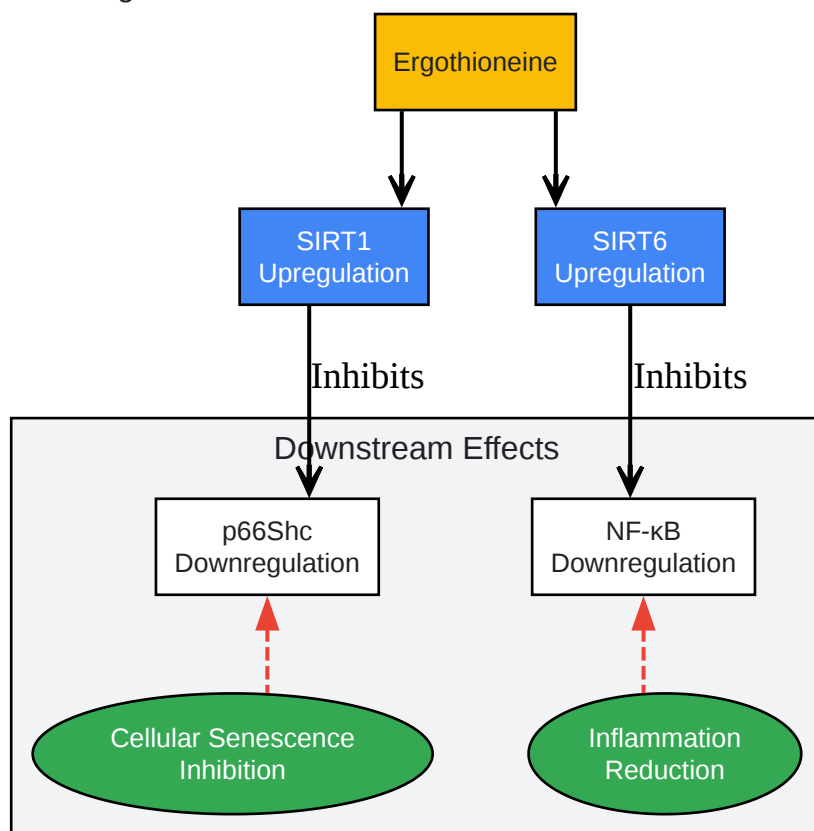 Ergothioneine
SIRT1
Upregulation
SIRT6
Upregulation
Inhibits
Inhibits
Downstream Effects
p66Shc
Downregulation
NF-κB
Downregulation
Cellular Senescence
Inhibition
Inflammation
Reduction